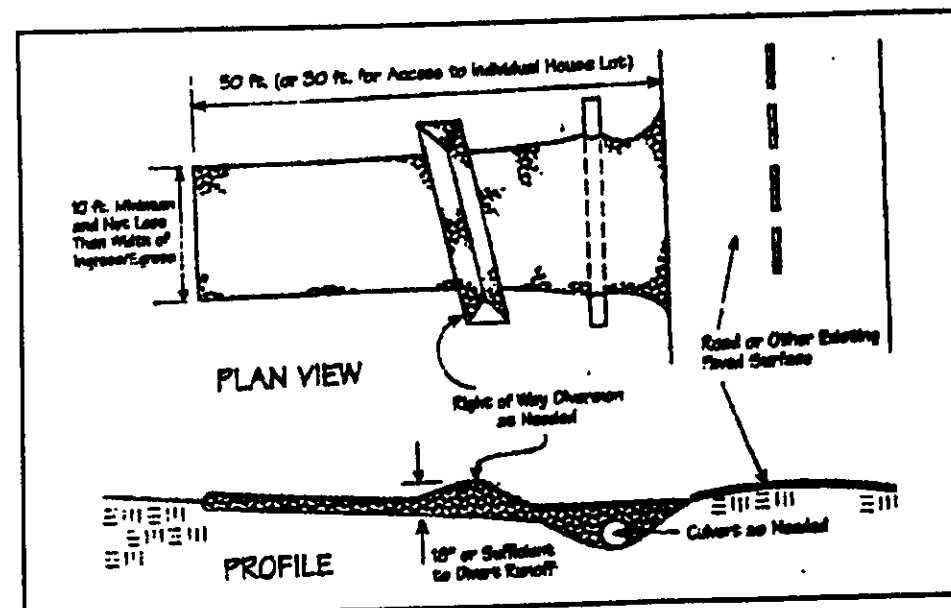 50 ft. (or 30 ft. for Access to Individual House Lot)
10 ft. Minimum
and Not Less
Than Width of
Ingress/Egress
PLAN VIEW
Right of Way Diversion
as Needed
Road or Other Existing
Paved Surface
Culvert as Needed
18" or Sufficient
to Divert Runoff
PROFILE